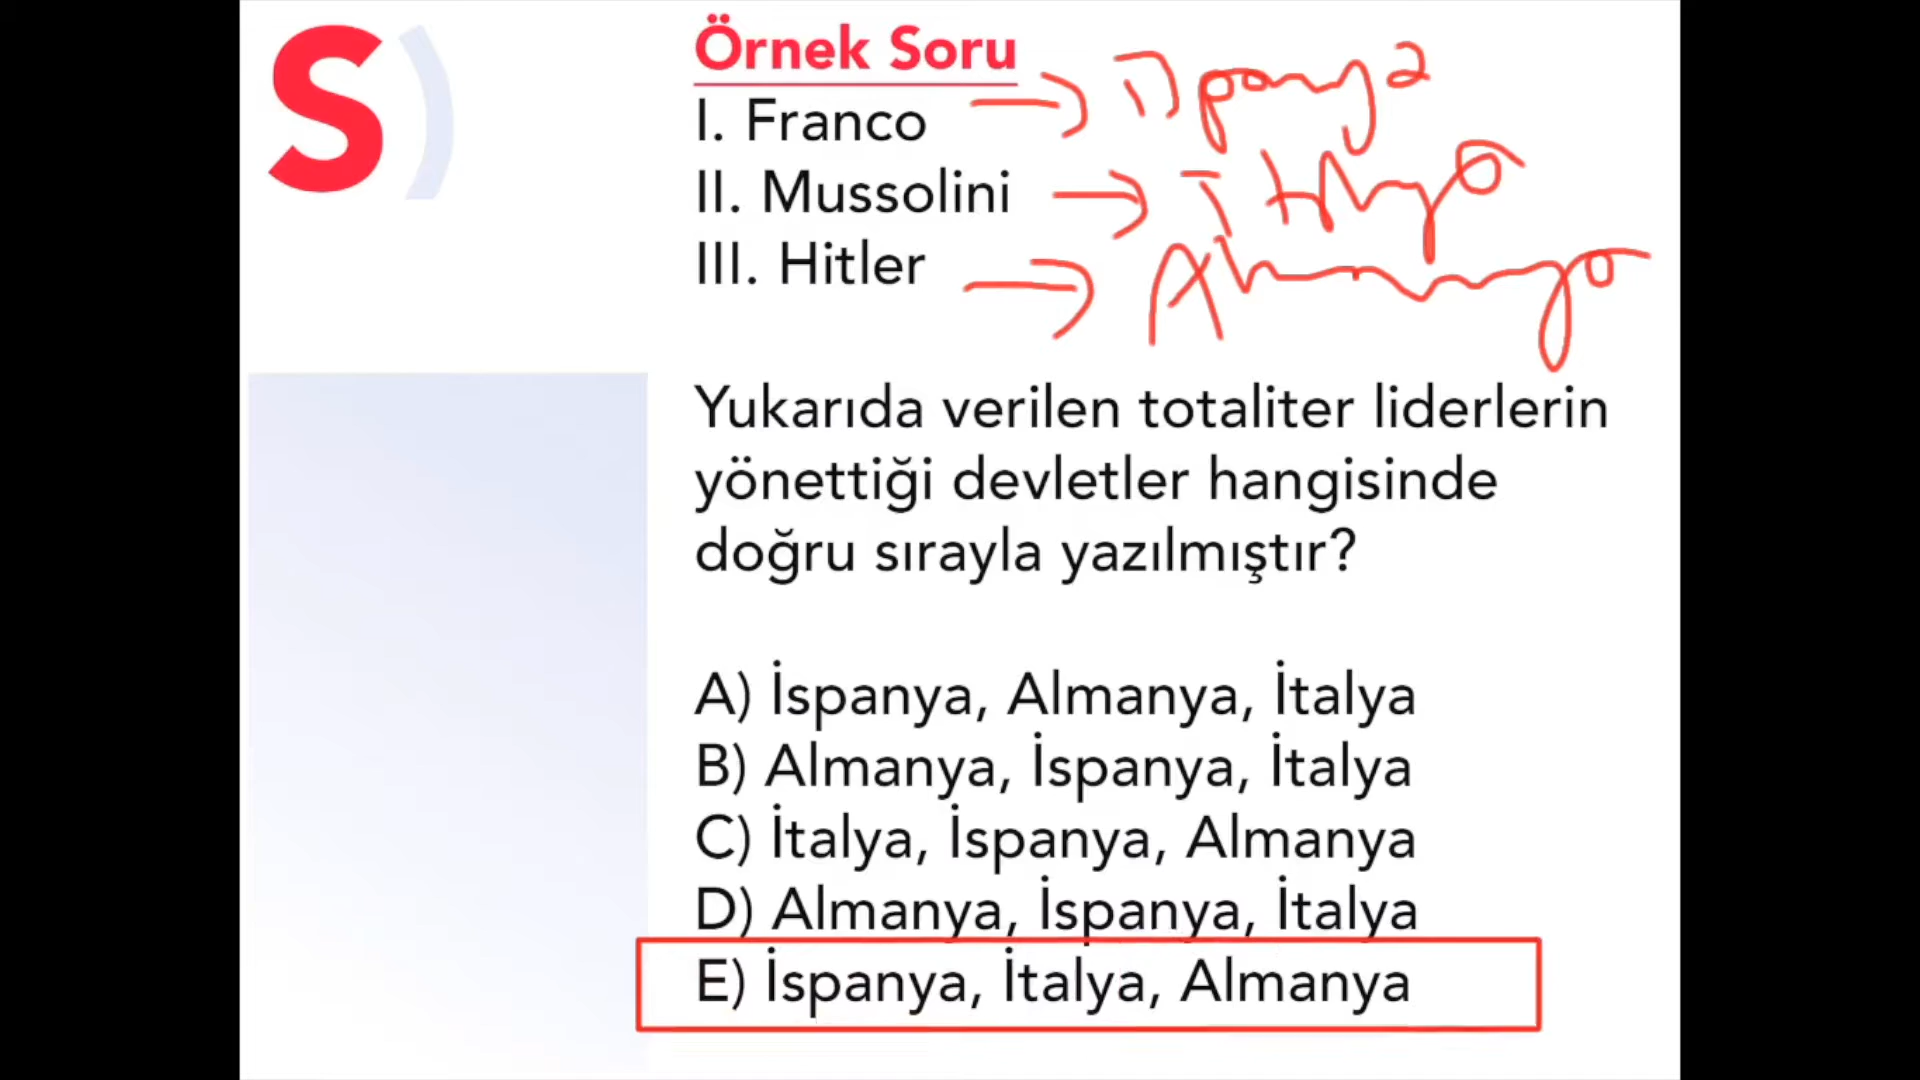 S)
Örnek Soru
I. Franco → İspanya
II. Mussolini → İtalya
III. Hitler → Almanya
Yukarıda verilen totaliter liderlerin
yönettiği devletler hangisinde
doğru sırayla yazılmıştır?
A) İspanya, Almanya, İtalya
B) Almanya, İspanya, İtalya
C) İtalya, İspanya, Almanya
D) Almanya, İspanya, İtalya
E) İspanya, İtalya, Almanya